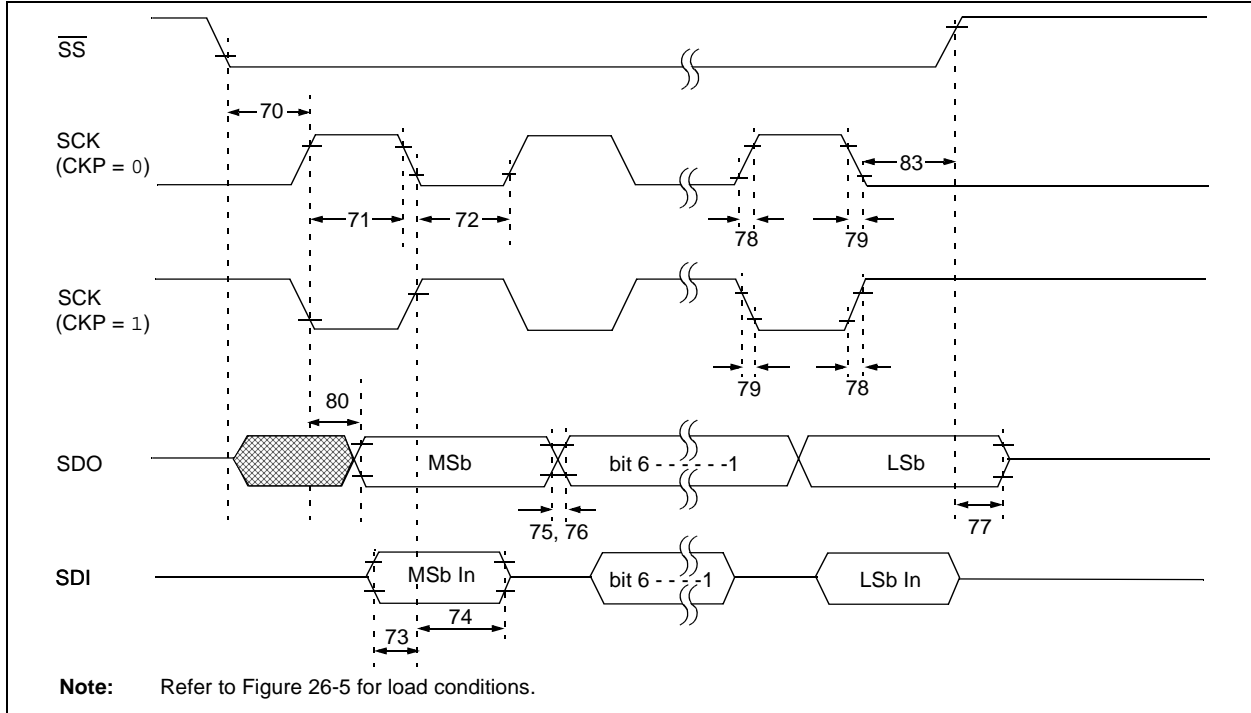 SS
70
SCK
(CKP = 0)
83
71
72
78
79
SCK
(CKP = 1)
79
78
80
SDO
MSb
bit 6 - - - - - -1
LSb
75, 76
77
SDI
MSb In
bit 6 - - - - -1
LSb In
74
73
Note: Refer to Figure 26-5 for load conditions.